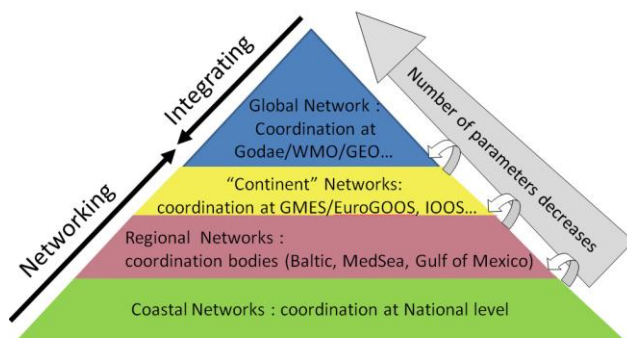 Integrating
Networking
Number of parameters decreases
Global Network :
Coordination at
Godae/WMO/GEO...
“Continent” Networks:
coordination at GMES/EuroGOOS, IOOS...
Regional Networks :
coordination bodies (Baltic, MedSea, Gulf of Mexico)
Coastal Networks : coordination at National level